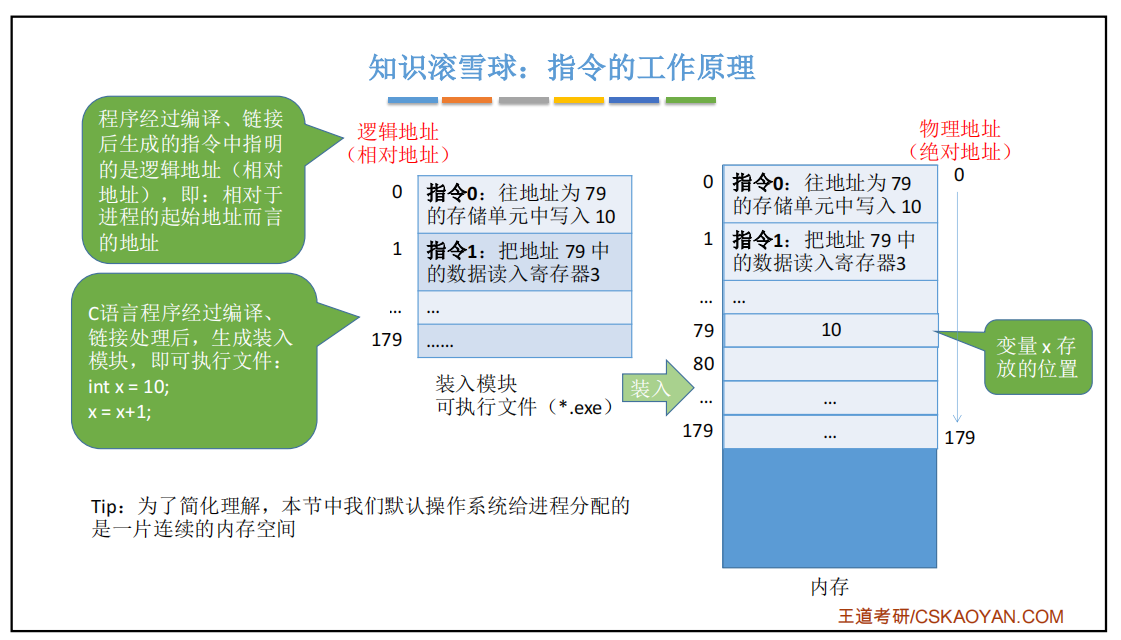 知识滚雪球：指令的工作原理
程序经过编译、链接
后生成的指令中指明
的是逻辑地址（相对
地址），即：相对于
进程的起始地址而言
的地址
C语言程序经过编译、
链接处理后，生成装入
模块，即可执行文件：
int x = 10;
x = x+1;
逻辑地址
（相对地址）
0
指令0：往地址为 79
的存储单元中写入 10
1
指令1：把地址 79 中
的数据读入寄存器3
...
...
179
......
装入模块
可执行文件（*.exe）
装入
物理地址
（绝对地址）
0
指令0：往地址为 79
的存储单元中写入 10
1
指令1：把地址 79 中
的数据读入寄存器3
...
...
79
10
80
...
...
179
...
0
179
变量 x 存
放的位置
内存
Tip：为了简化理解，本节中我们默认操作系统给进程分配的
是一片连续的内存空间
王道考研/CSKAOYAN.COM